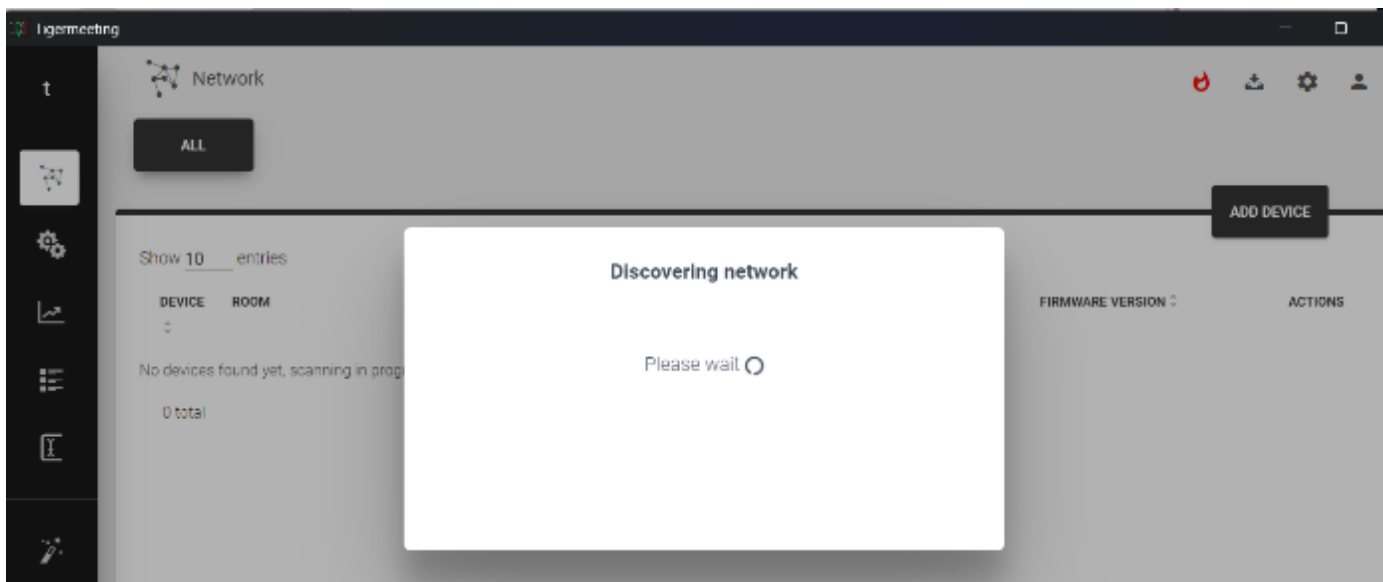 Tigermeeting
t
Network
ALL
ADD DEVICE
Show 10 entries
Discovering network
DEVICE ROOM FIRMWARE VERSION ACTIONS
Please wait
No devices found yet, scanning in prog
0 total